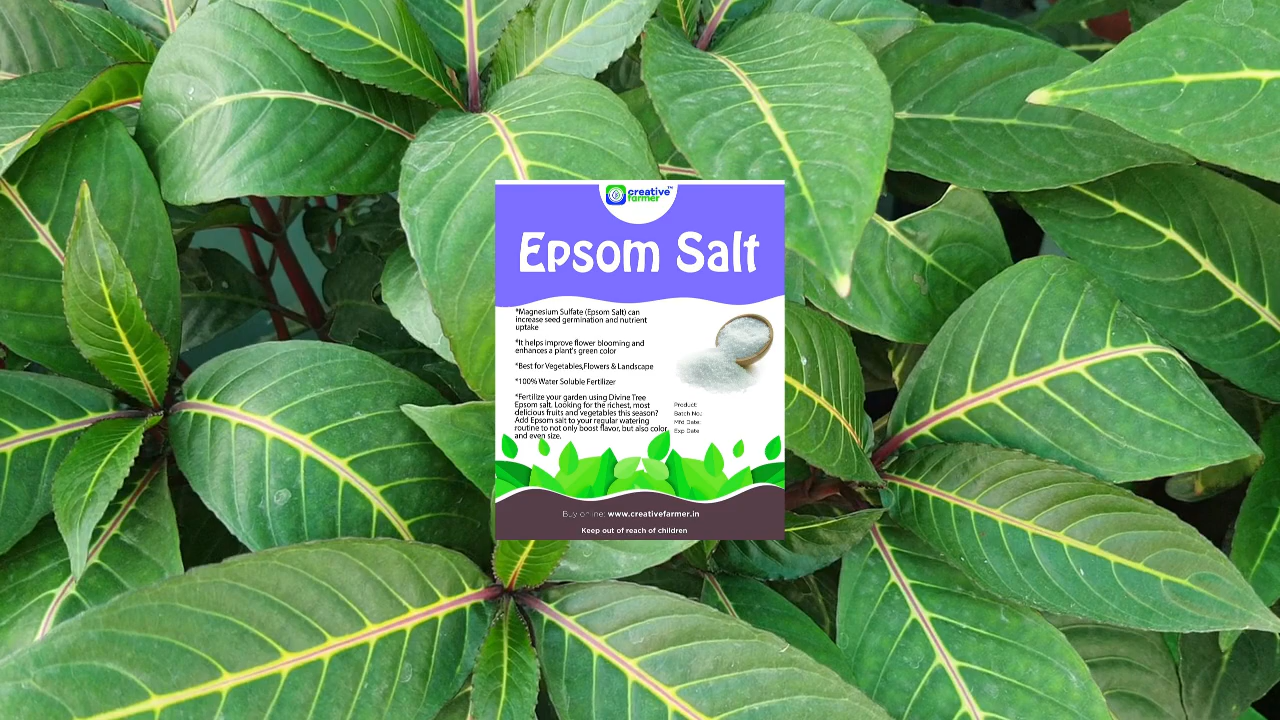 creative™
farmer
Epsom Salt
*Magnesium Sulfate (Epsom Salt) can
increase seed germination and nutrient
uptake
*It helps improve flower blooming and
enhances a plant's green color
*Best for Vegetables,Flowers & Landscape
*100% Water Soluble Fertilizer
*Fertilize your garden using Divine Tree
Epsom salt. Looking for the richest, most
delicious fruits and vegetables this season?
Add Epsom salt to your regular watering
routine to not only boost flavor, but also color,
and even size.
Product:
Batch No.:
Mfd Date:
Exp Date
Buy online: www.creativefarmer.in
Keep out of reach of children